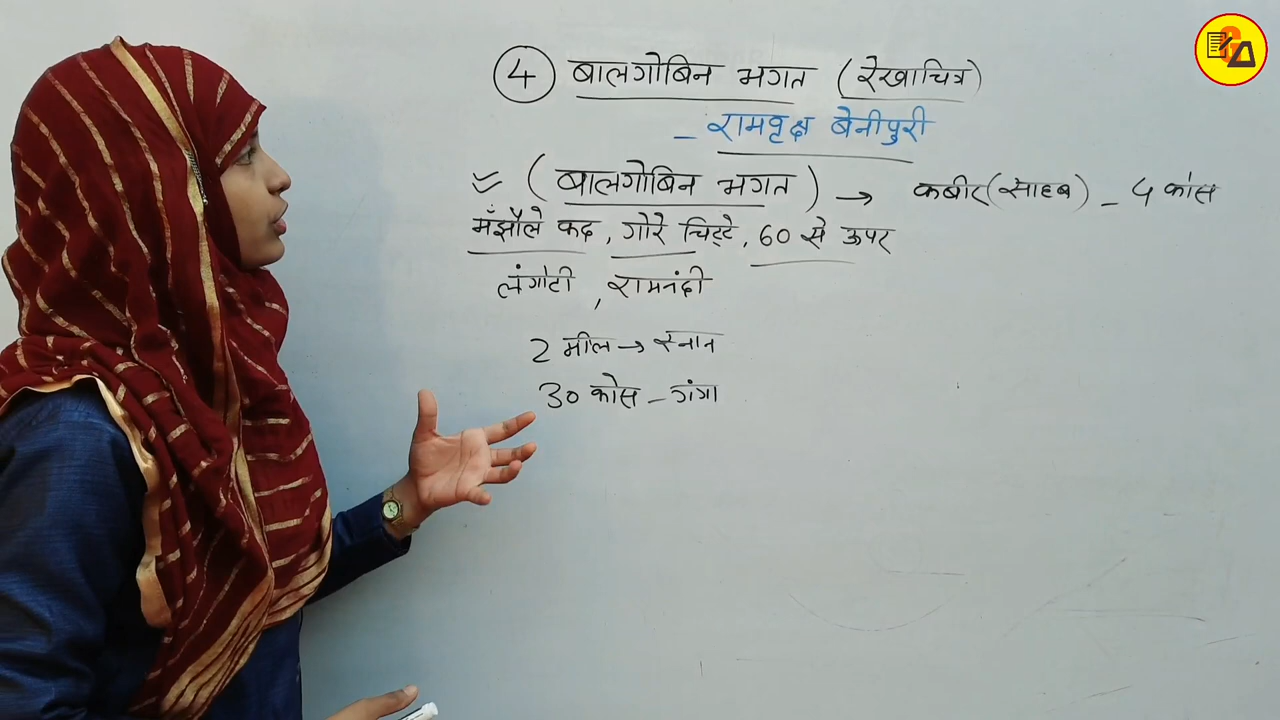 ④ बालगोबिन भगत (रेखाचित्र)
- रामवृक्ष बेनीपुरी
(बालगोबिन भगत) → कबीर (साहब) - 4 कोस
मँझौले कद, गोरे चिट्टे, 60 से ऊपर
लंगोटी, रामनंदी
2 मील → स्नान
30 कोस - गंगा